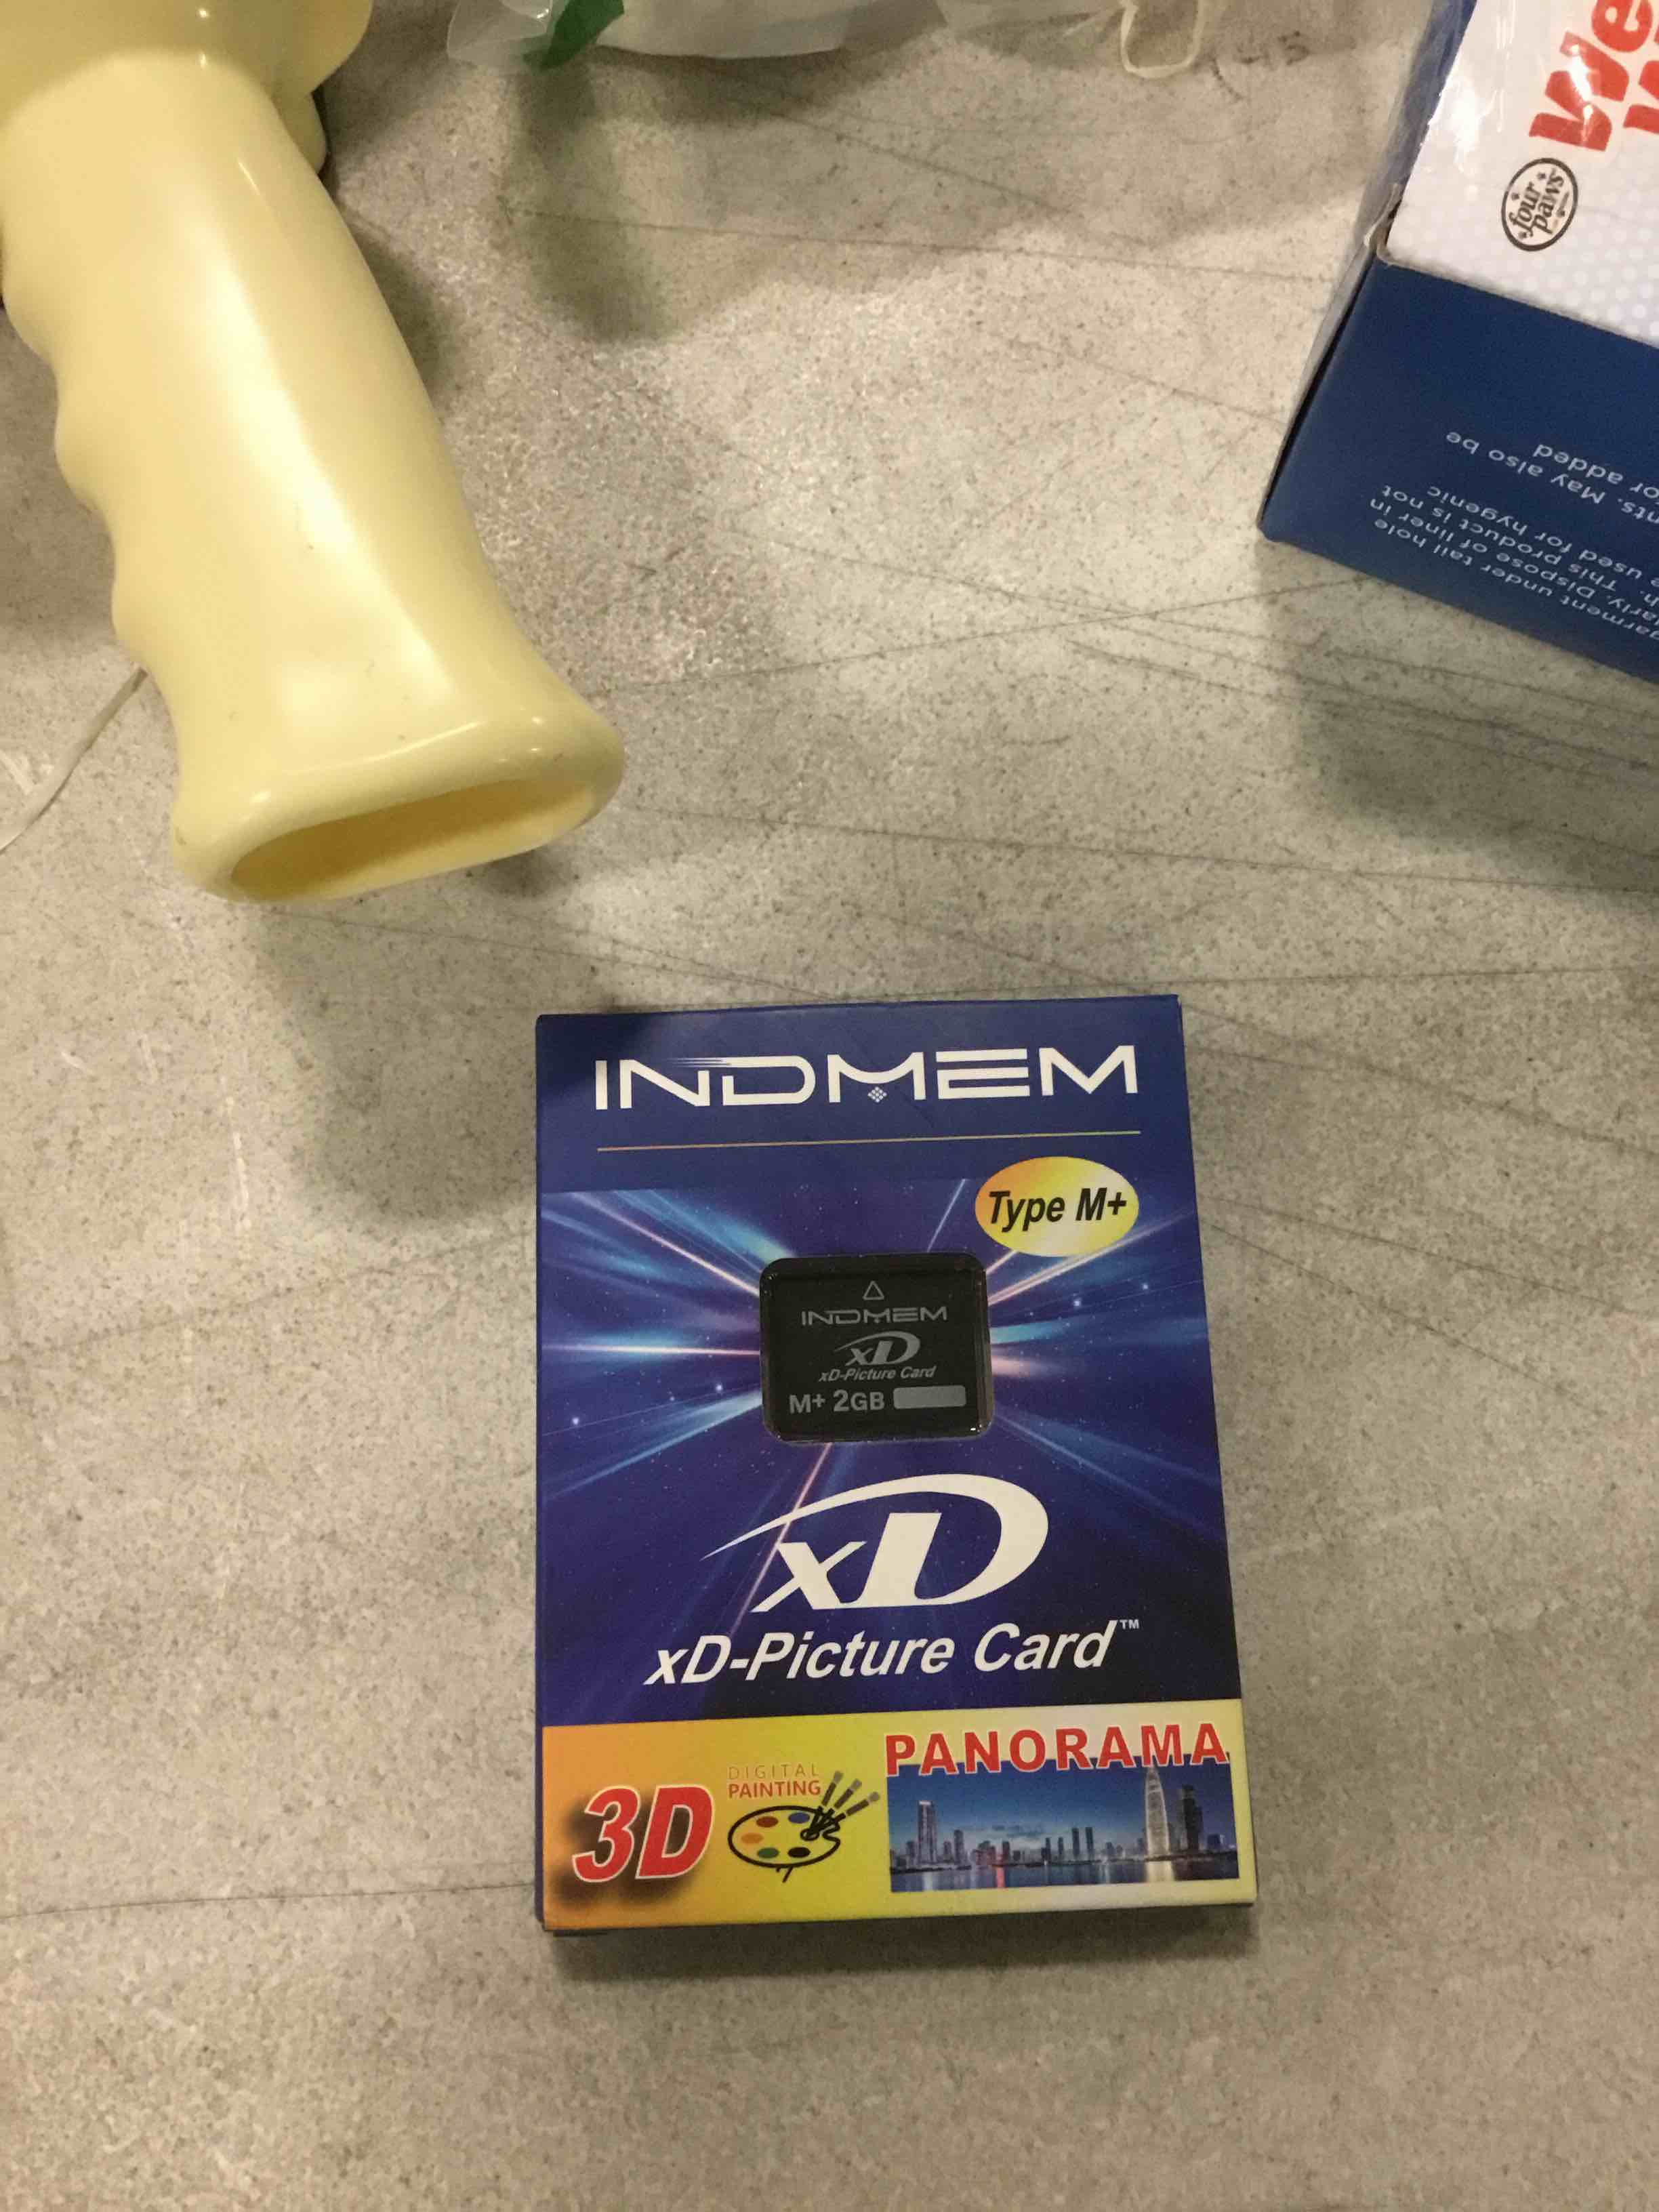 four
paws
garment under tail hole
Dispose of liner in
This product is not
used for hygenic
May also be
or added
INDMEM
Type M+
INDMEM
xD
xD-Picture Card
M+ 2GB
xD
xD-Picture Card™
3D
DIGITAL
PAINTING
PANORAMA